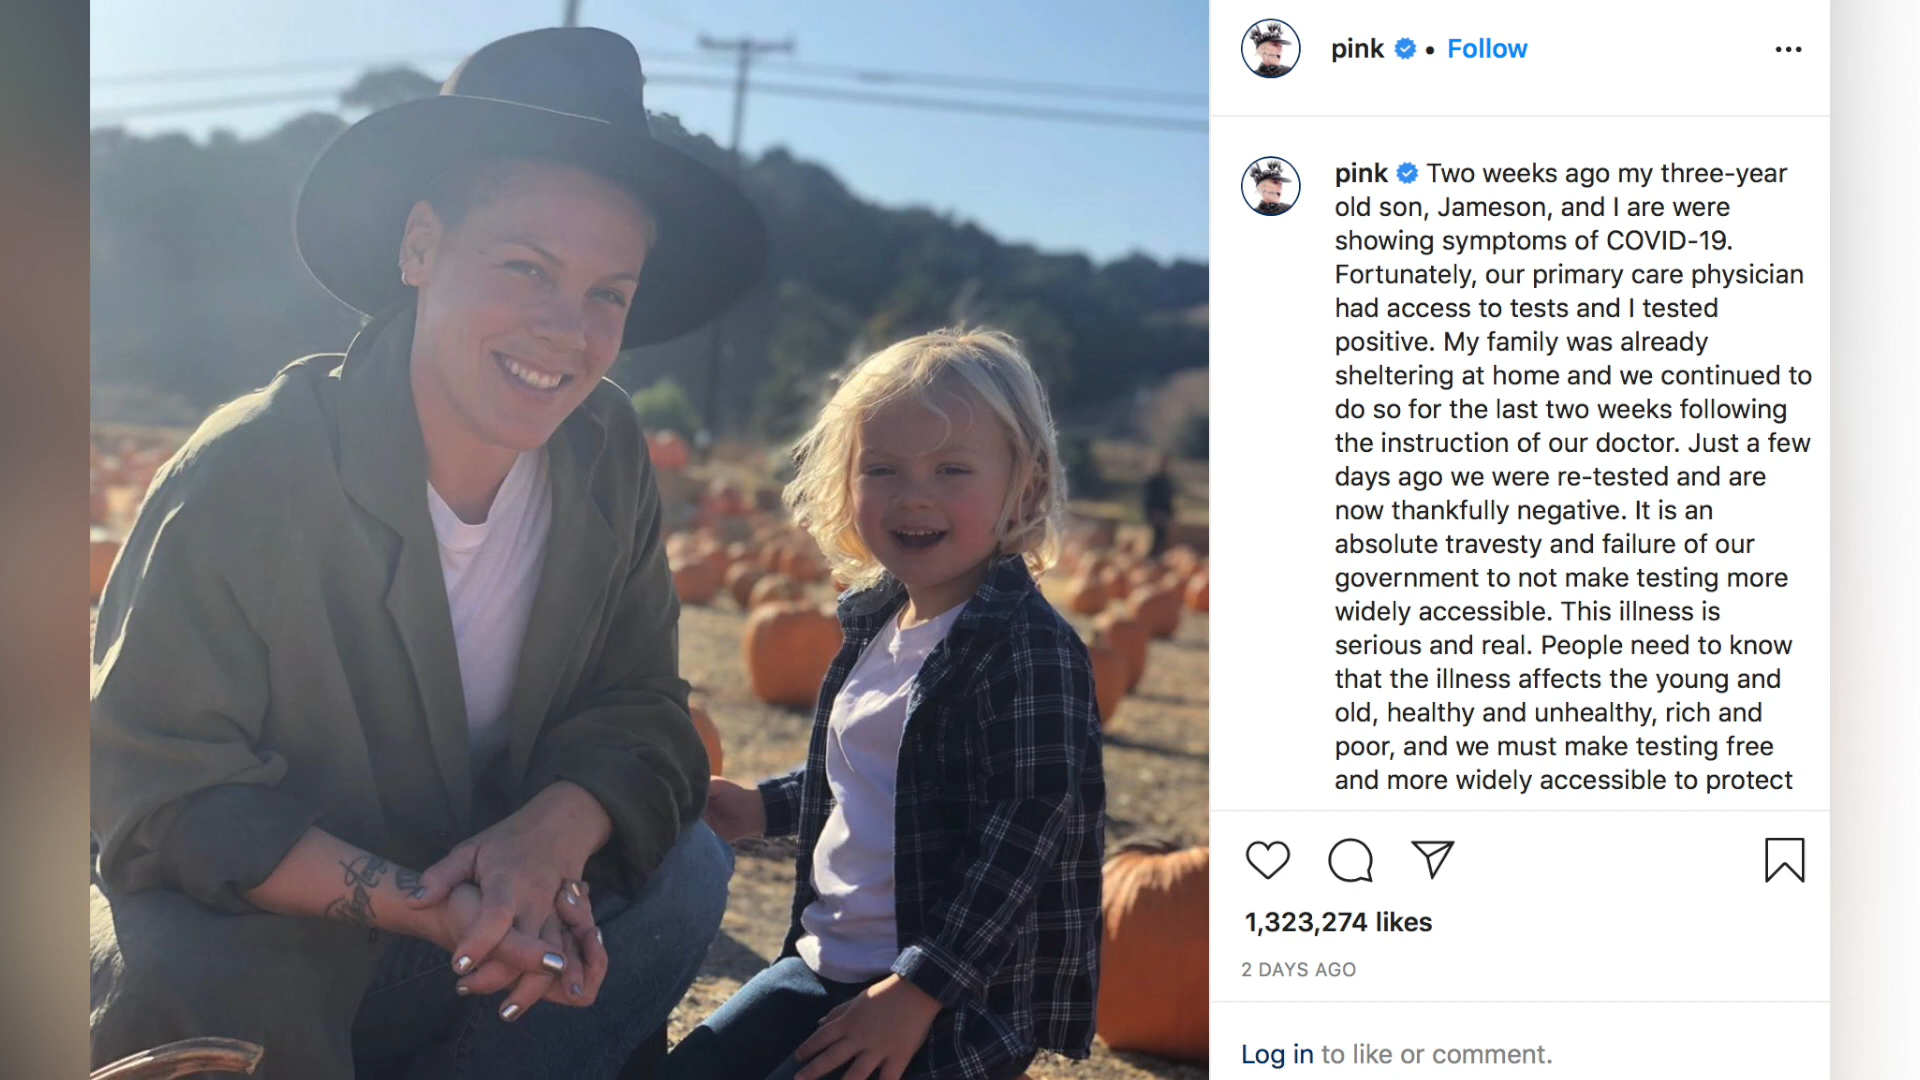 pink • Follow
pink Two weeks ago my three-year
old son, Jameson, and I are were
showing symptoms of COVID-19.
Fortunately, our primary care physician
had access to tests and I tested
positive. My family was already
sheltering at home and we continued to
do so for the last two weeks following
the instruction of our doctor. Just a few
days ago we were re-tested and are
now thankfully negative. It is an
absolute travesty and failure of our
government to not make testing more
widely accessible. This illness is
serious and real. People need to know
that the illness affects the young and
old, healthy and unhealthy, rich and
poor, and we must make testing free
and more widely accessible to protect
1,323,274 likes
2 DAYS AGO
Log in to like or comment.